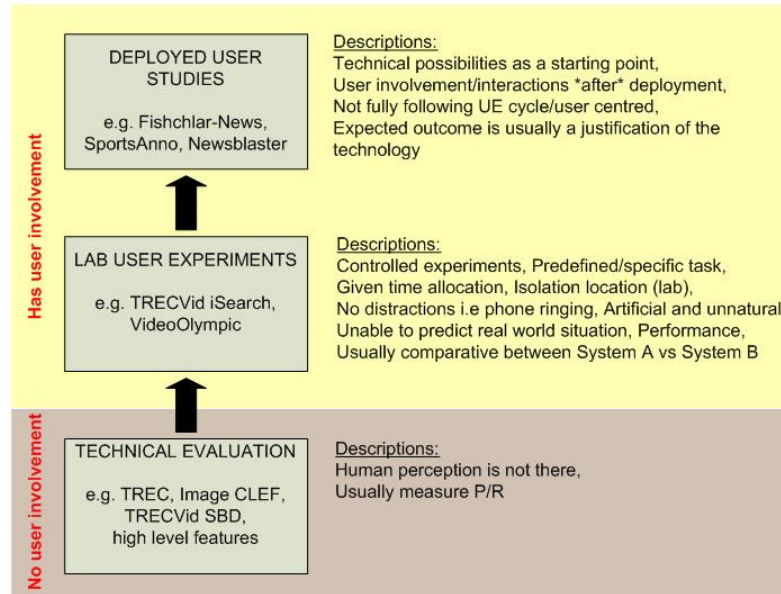 Has user involvement
DEPLOYED USER
STUDIES
e.g. Fishchlar-News,
SportsAnno, Newsblaster
Descriptions:
Technical possibilities as a starting point,
User involvement/interactions *after* deployment,
Not fully following UE cycle/user centred,
Expected outcome is usually a justification of the
technology
LAB USER EXPERIMENTS
e.g. TRECVid iSearch,
VideoOlympic
Descriptions:
Controlled experiments, Predefined/specific task,
Given time allocation, Isolation location (lab),
No distractions i.e phone ringing, Artificial and unnatural
Unable to predict real world situation, Performance,
Usually comparative between System A vs System B
No user involvement
TECHNICAL EVALUATION
e.g. TREC, Image CLEF,
TRECVid SBD,
high level features
Descriptions:
Human perception is not there,
Usually measure P/R